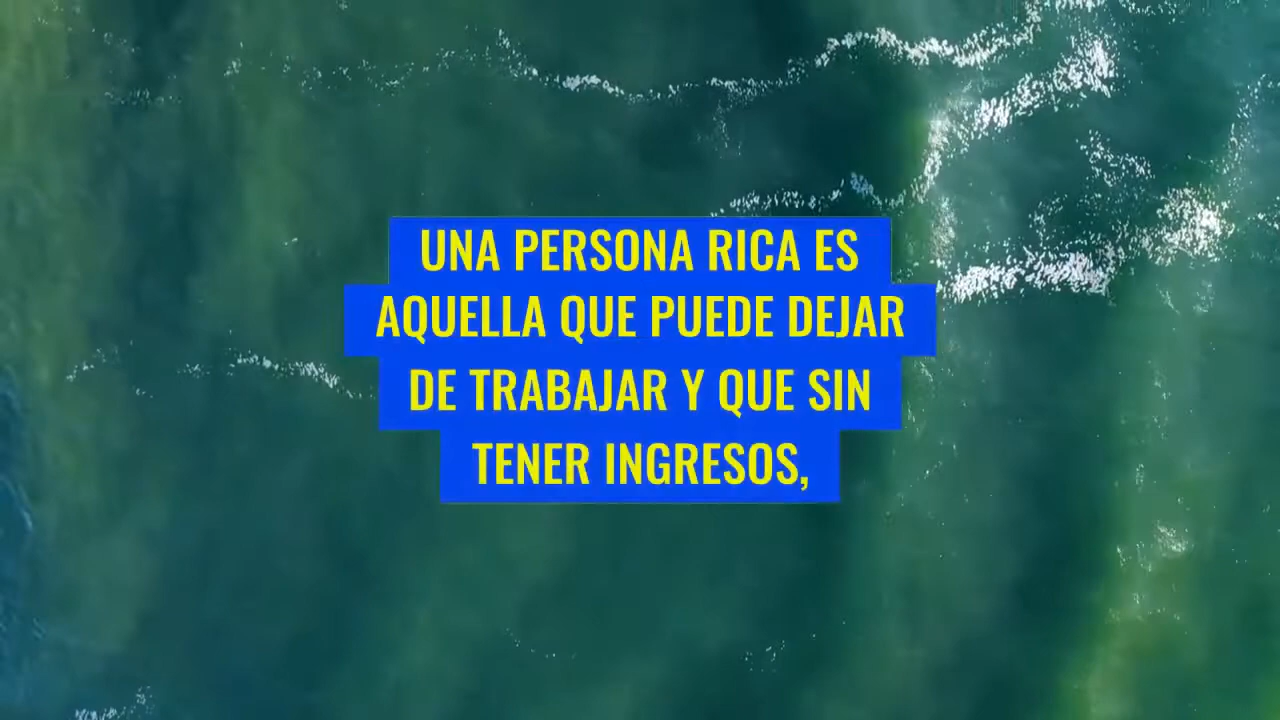 UNA PERSONA RICA ES
AQUELLA QUE PUEDE DEJAR
DE TRABAJAR Y QUE SIN
TENER INGRESOS,